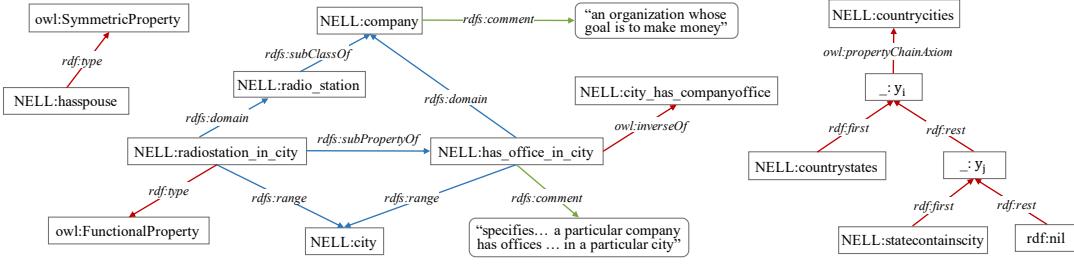 owl:SymmetricProperty
rdf:type
NELL:hasspouse
NELL:company
rdfs:comment
“an organization whose
goal is to make money”
rdfs:subClassOf
NELL:radio_station
rdfs:domain
rdfs:domain
NELL:city_has_companyoffice
owl:inverseOf
NELL:radiostation_in_city
rdfs:subPropertyOf
NELL:has_office_in_city
rdf:type
rdfs:range
rdfs:range
rdfs:comment
owl:FunctionalProperty
NELL:city
“specifies… a particular company
has offices … in a particular city”
NELL:countrycities
owl:propertyChainAxiom
_: yi
rdf:first
rdf:rest
NELL:countrystates
_: yj
rdf:first
rdf:rest
NELL:statecontainscity
rdf:nil